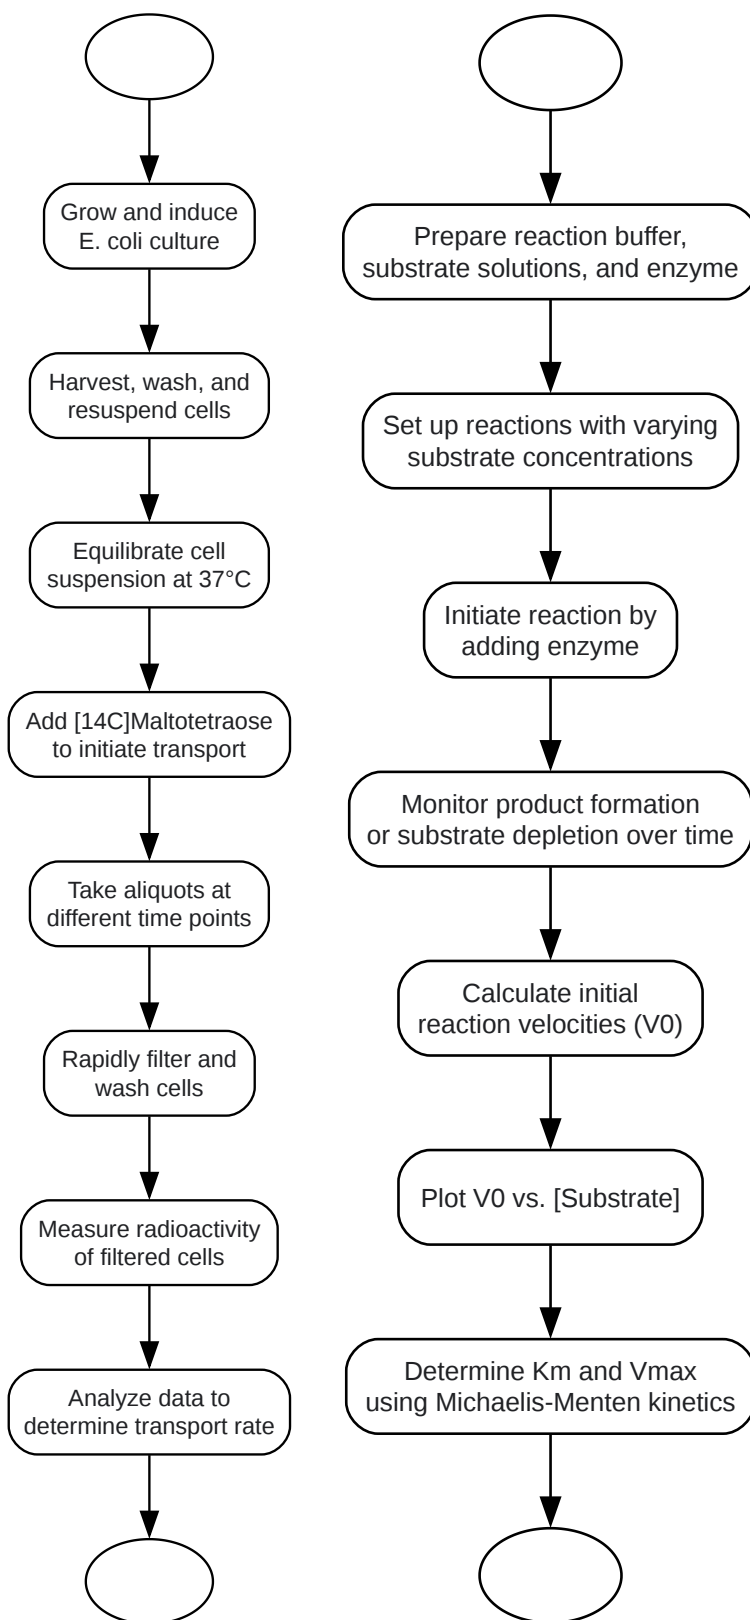 Grow and induce
E. coli culture
Harvest, wash, and
resuspend cells
Equilibrate cell
suspension at 37°C
Add [14C]Maltotetraose
to initiate transport
Take aliquots at
different time points
Rapidly filter and
wash cells
Measure radioactivity
of filtered cells
Analyze data to
determine transport rate
Prepare reaction buffer,
substrate solutions, and enzyme
Set up reactions with varying
substrate concentrations
Initiate reaction by
adding enzyme
Monitor product formation
or substrate depletion over time
Calculate initial
reaction velocities (V0)
Plot V0 vs. [Substrate]
Determine Km and Vmax
using Michaelis-Menten kinetics